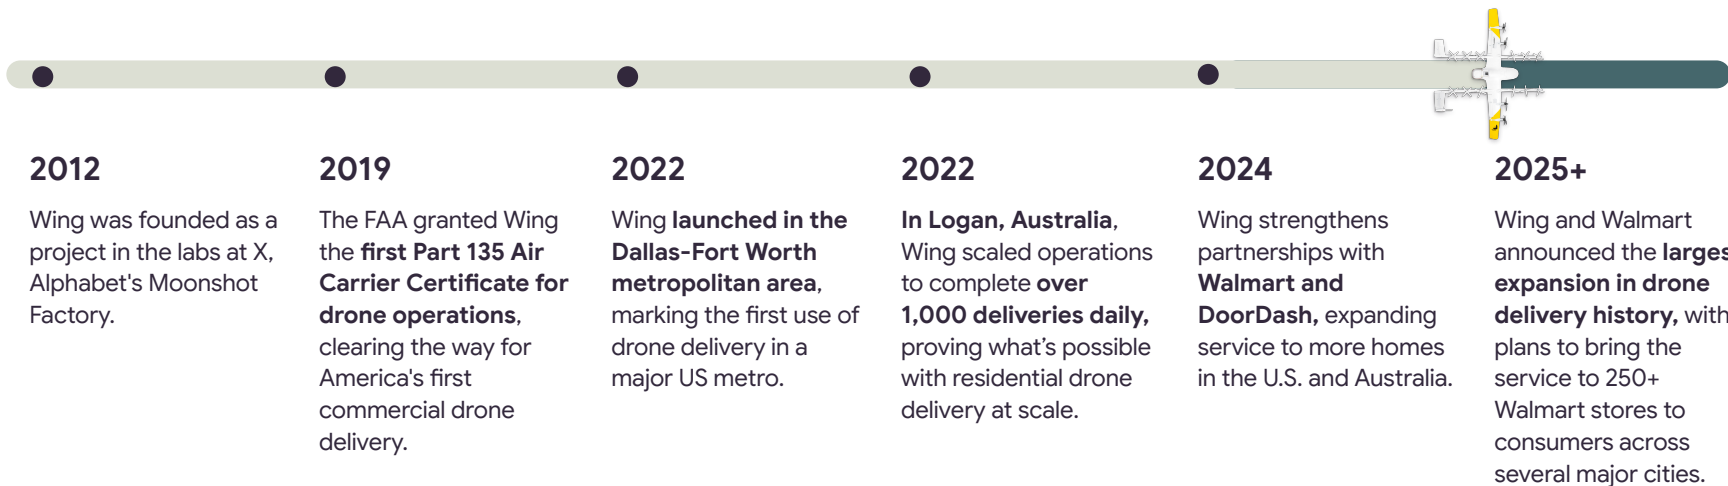 2012
Wing was founded as a
project in the labs at X,
Alphabet's Moonshot
Factory.
2019
The FAA granted Wing
the first Part 135 Air
Carrier Certificate for
drone operations,
clearing the way for
America's first
commercial drone
delivery.
2022
Wing launched in the
Dallas-Fort Worth
metropolitan area,
marking the first use of
drone delivery in a
major US metro.
2022
In Logan, Australia,
Wing scaled operations
to complete over
1,000 deliveries daily,
proving what’s possible
with residential drone
delivery at scale.
2024
Wing strengthens
partnerships with
Walmart and
DoorDash, expanding
service to more homes
in the U.S. and Australia.
2025+
Wing and Walmart
announced the larges
expansion in drone
delivery history, with
plans to bring the
service to 250+
Walmart stores to
consumers across
several major cities.